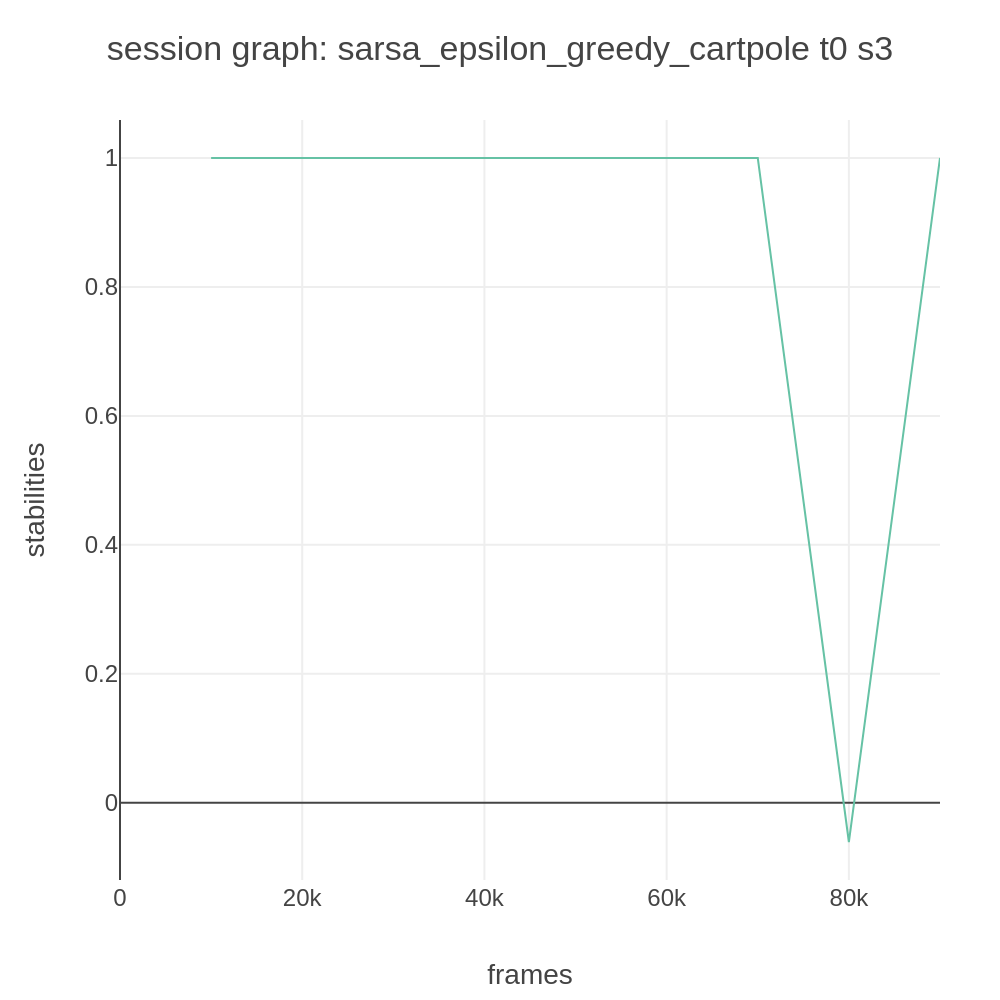 session graph: sarsa_epsilon_greedy_cartpole t0 s3
1
0.8
0.6
0.4
0.2
0
stabilities
0 20k 40k 60k 80k
frames